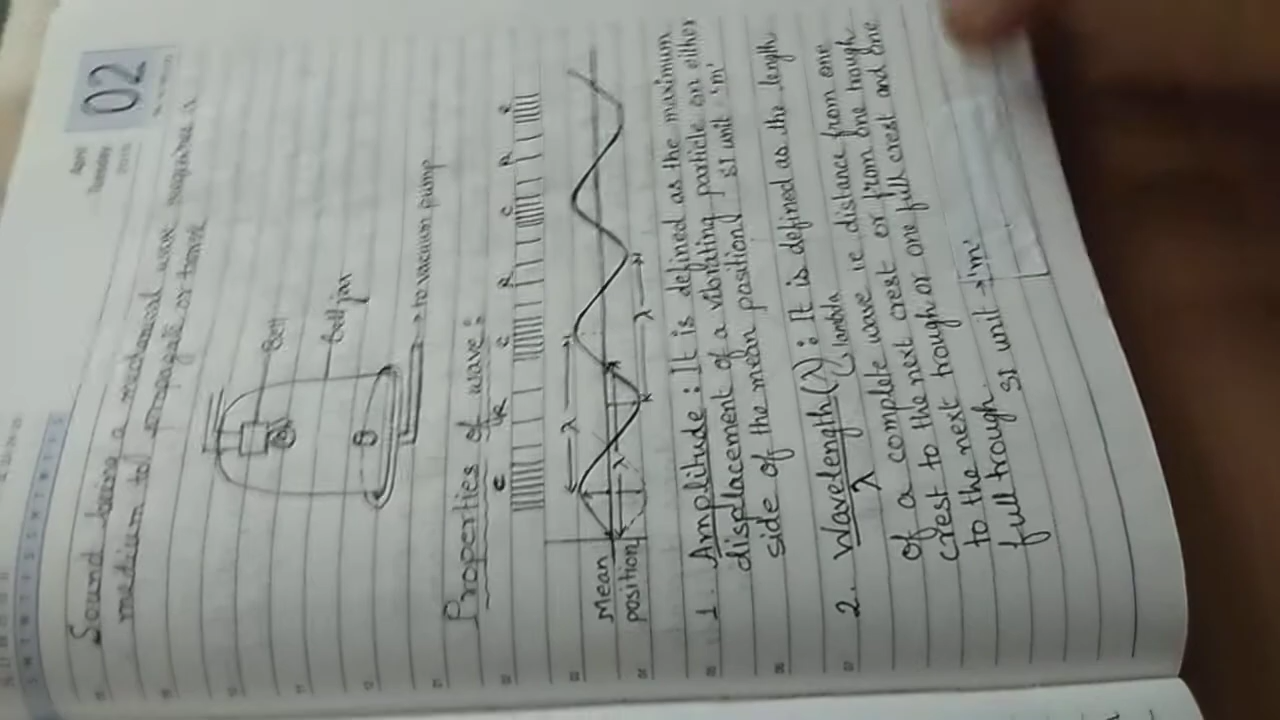 April
Tuesday
02
Sound being a mechanical wave requires a
medium to propagate or travel
Bell
Bell jar
→ to vacuum pump
Properties of wave :
C R C R C R C
λ
λ
λ
Mean
position
1. Amplitude : It is defined as the maximum
displacement of a vibrating particle on either
side of the mean position. SI unit 'm'
2. Wavelength (λ) : It is defined as the length
λ lambda
of a complete wave ie distance from one
crest to the next crest or from one trough
to the next trough or one full crest and one
full trough. SI unit → 'm'